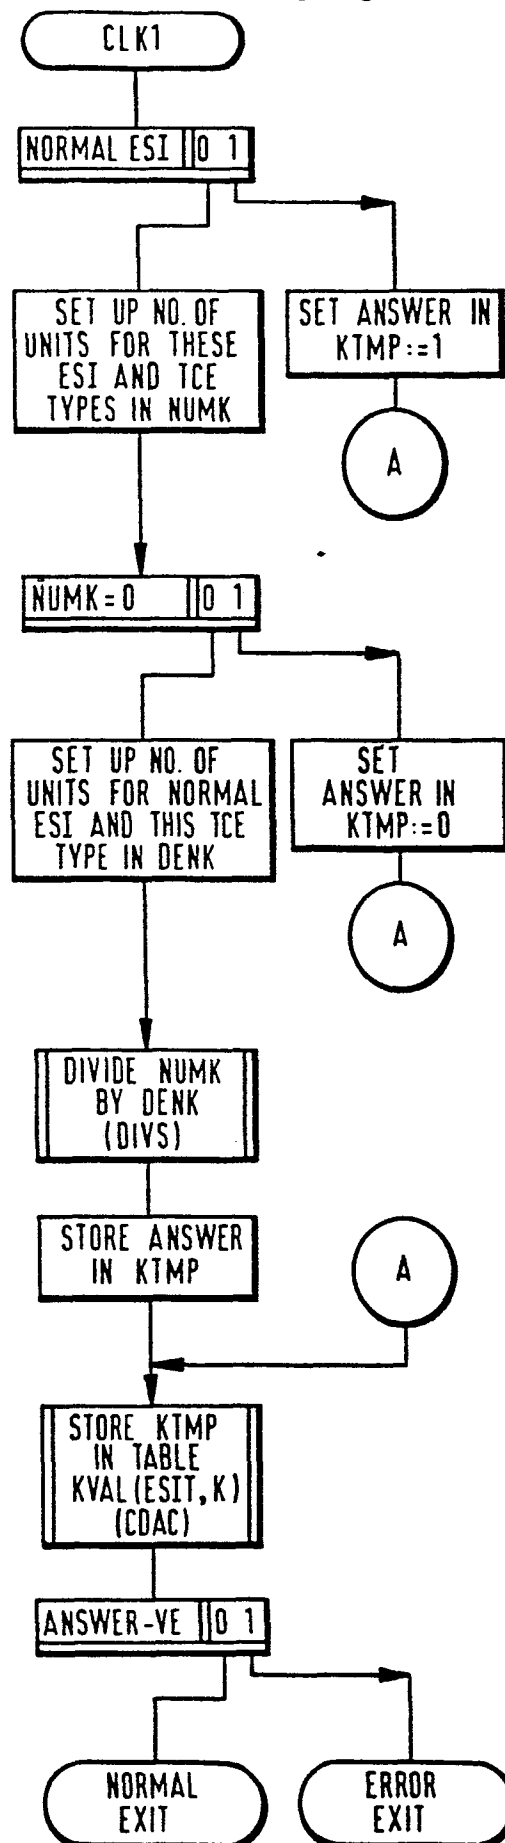 CLK1
NORMAL ESI 0 1
SET UP NO. OF
UNITS FOR THESE
ESI AND TCE
TYPES IN NUMK
SET ANSWER IN
KTMP:=1
A
NUMK=0 0 1
SET UP NO. OF
UNITS FOR NORMAL
ESI AND THIS TCE
TYPE IN DENK
SET
ANSWER IN
KTMP:=0
A
DIVIDE NUMK
BY DENK
(DIVS)
STORE ANSWER
IN KTMP
A
STORE KTMP
IN TABLE
KVAL(ESIT,K)
(CDAC)
ANSWER-VE 0 1
NORMAL
EXIT
ERROR
EXIT